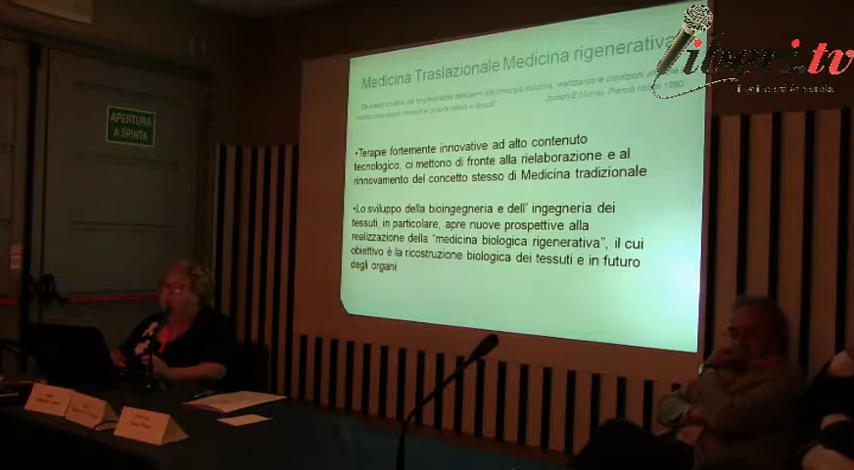 liberi.tv
APERTURA
A SPINTA
Medicina Traslazionale Medicina rigenerativa
Joseph E Murray, Premio Nobel 1990
•Terapie fortemente innovative ad alto contenuto
tecnologico, ci mettono di fronte alla rielaborazione e al
rinnovamento del concetto stesso di Medicina tradizionale
•Lo sviluppo della bioingegneria e dell' ingegneria dei
tessuti, in particolare, apre nuove prospettive alla
realizzazione della "medicina biologica rigenerativa", il cui
obiettivo è la ricostruzione biologica dei tessuti e in futuro
degli organi